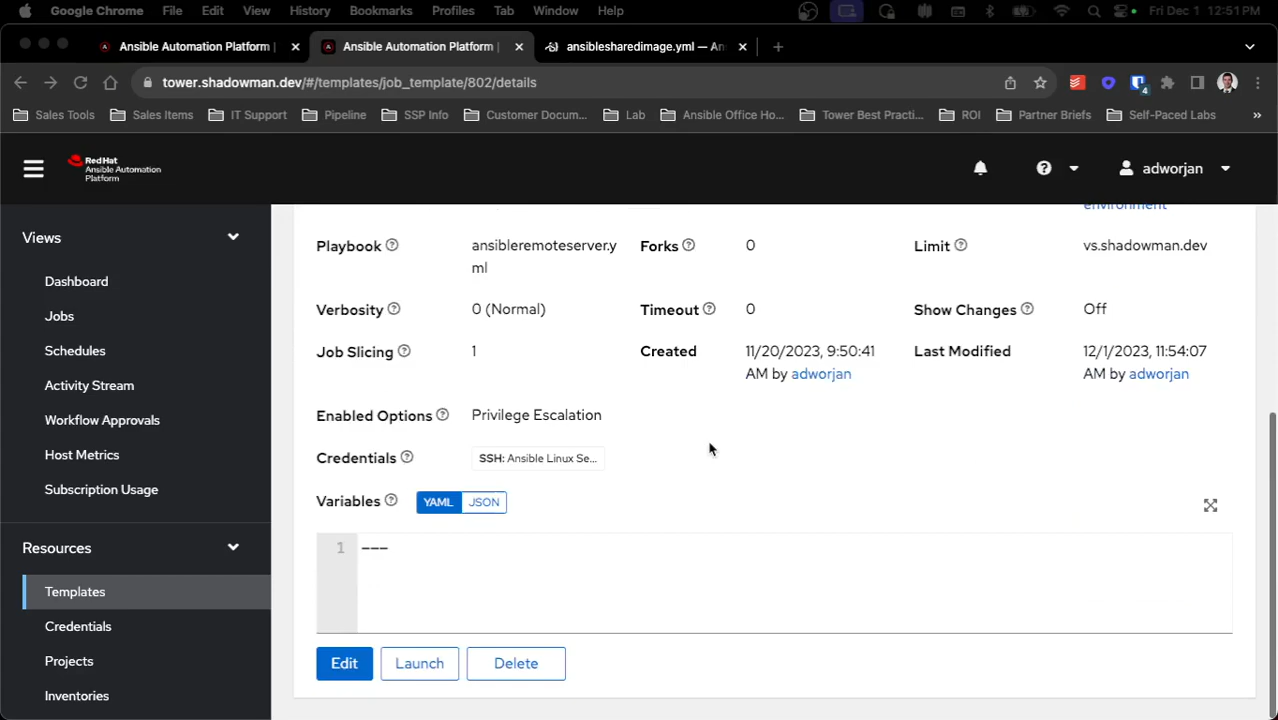 Google Chrome File Edit View History Bookmarks Profiles Tab Window Help Fri Dec 1 12:51 PM
Ansible Automation Platform | Ansible Automation Platform | ansiblesharedimage.yml — An
tower.shadowman.dev/#/templates/job_template/802/details 4
Sales Tools Sales Items IT Support Pipeline SSP Info Customer Docum... Lab Ansible Office Ho... Tower Best Practi... ROI Partner Briefs Self-Paced Labs »
Red Hat
Ansible Automation
Platform
adworjan
Views
Dashboard
Jobs
Schedules
Activity Stream
Workflow Approvals
Host Metrics
Subscription Usage
Resources
Templates
Credentials
Projects
Inventories
environment
Playbook ansibleremoteserver.y
ml
Forks 0 Limit vs.shadowman.dev
Verbosity 0 (Normal) Timeout 0 Show Changes Off
Job Slicing 1 Created 11/20/2023, 9:50:41
AM by adworjan
Last Modified 12/1/2023, 11:54:07
AM by adworjan
Enabled Options Privilege Escalation
Credentials SSH: Ansible Linux Se...
Variables YAML JSON
1 ---
Edit Launch Delete